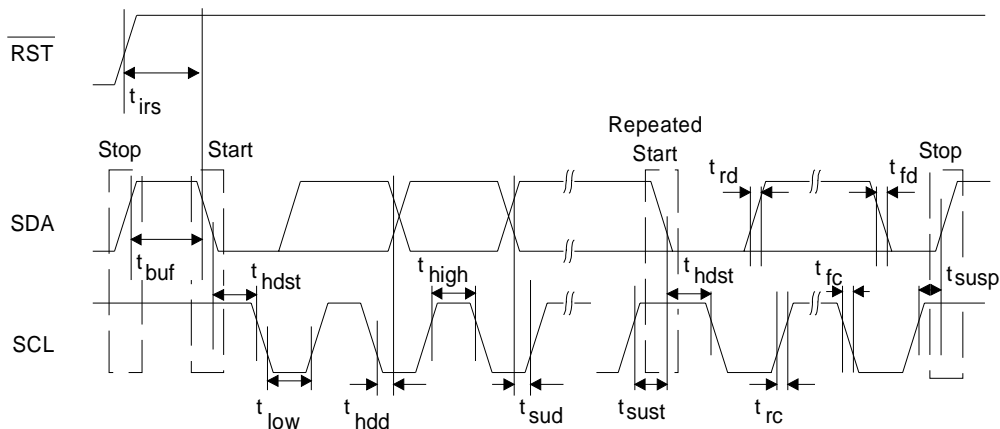 RST
t irs
Repeated
Stop Start Start Stop
t rd t fd
SDA
t buf t hdst t high t hdst t fc t susp
SCL
t low t hdd t sud t sust t rc